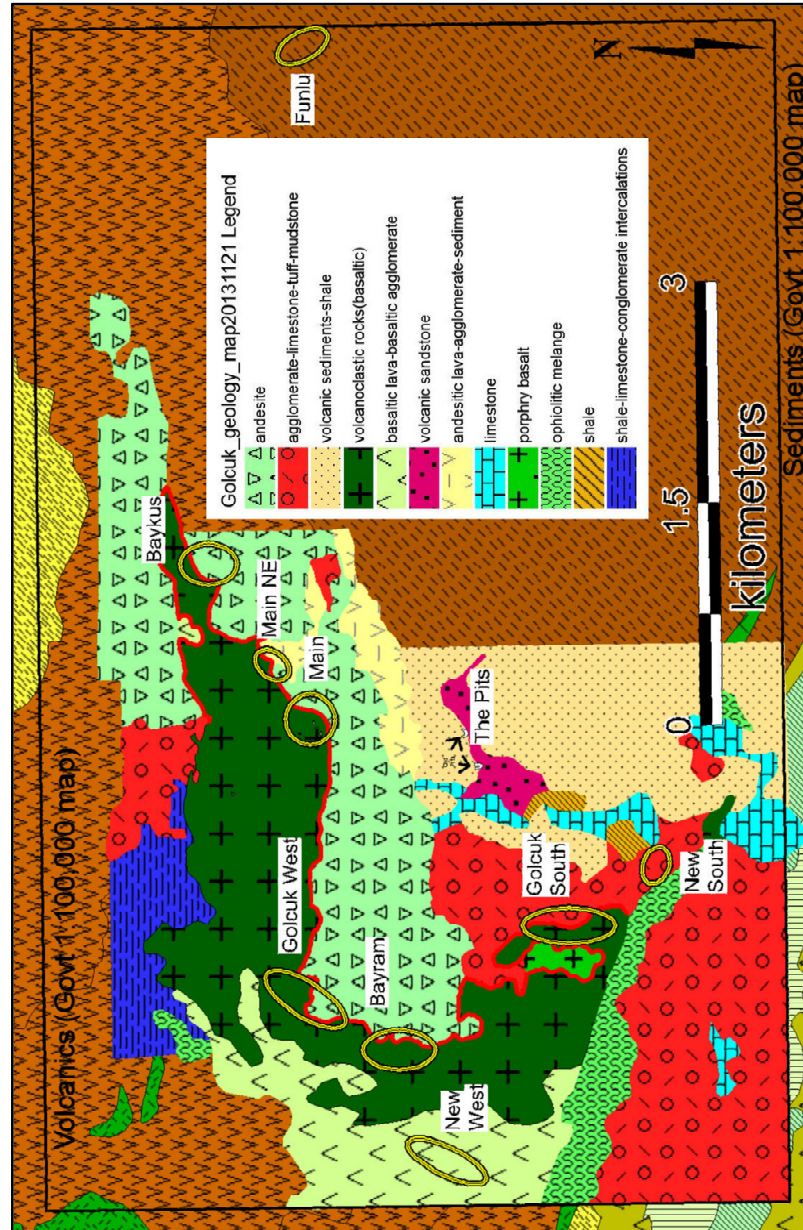 Volcanics (Govt 1 100,000 map)
Baykus
Funlu
Main NE
Main
Golcuk West
Bayram
New
West
The Pits
Golcuk
South
New
South
Golcuk_geology_map20131121 Legend
andesite
agglomerate-limestone-tuff-mudstone
volcanic sediments-shale
volcanoclastic rocks(basaltic)
basaltic lava-basaltic agglomerate
volcanic sandstone
andesitic lava-agglomerate-sediment
limestone
porphry basalt
ophiolitic melange
shale
shale-limestone-conglomerate intercalations
N
0
1.5
3
kilometers
Sediments (Govt 1 100,000 map)